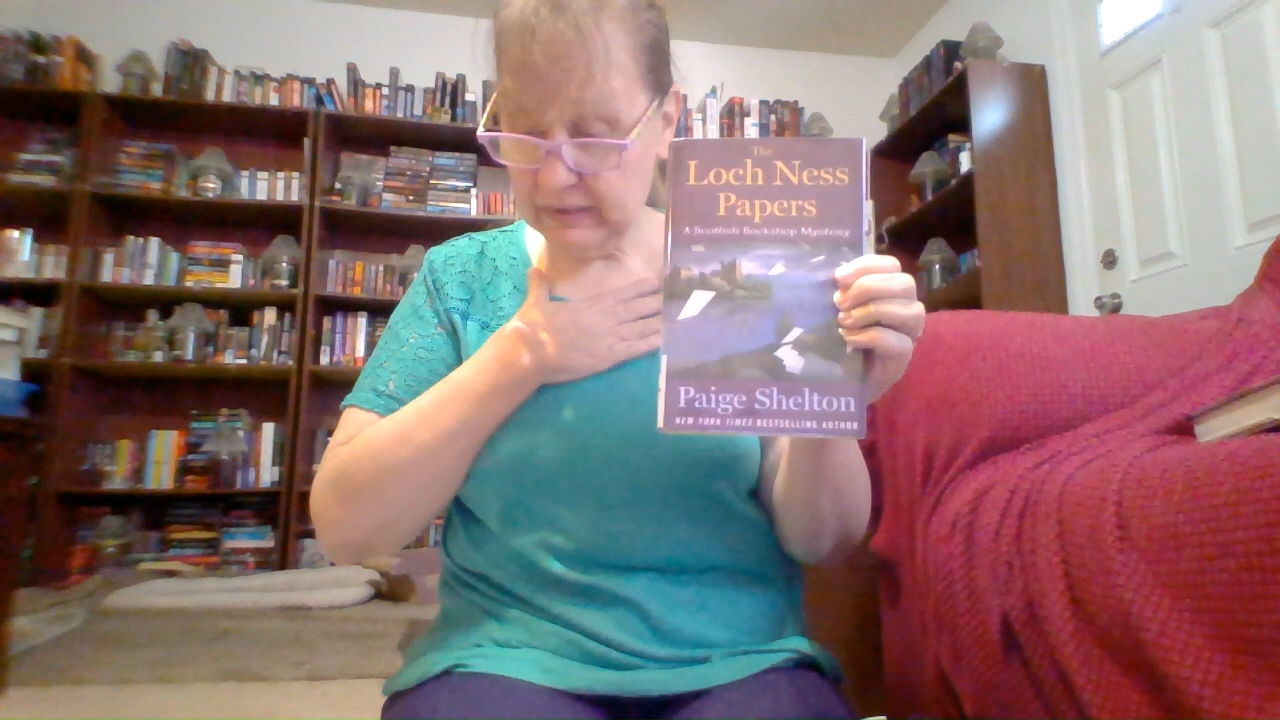 The
Loch Ness
Papers
A Scottish Bookshop Mystery
Paige Shelton
NEW YORK TIMES BESTSELLING AUTHOR